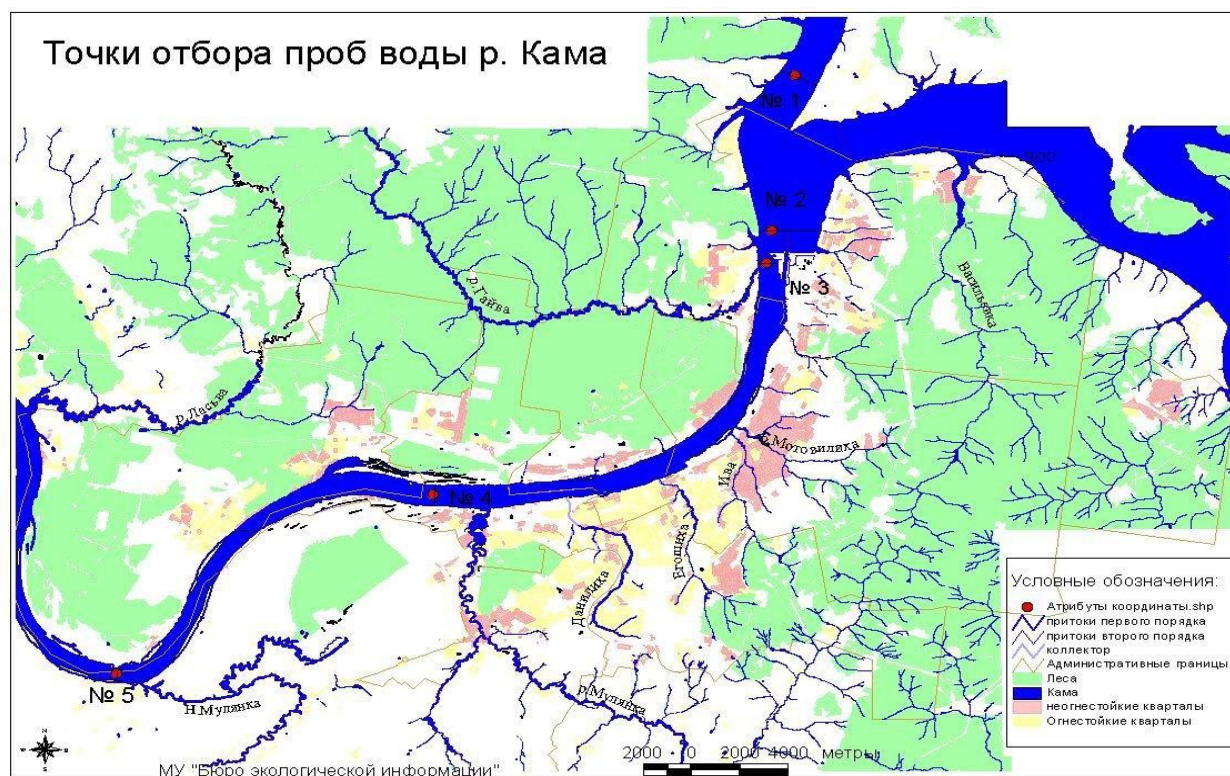 Точки отбора проб воды р. Кама
№ 1
№ 2
№ 3
р.Гайва
Васильевка
р.Ласьва
р.Мотовилиха
Ива
№ 4
Егошиха
Данилиха
№ 5
Н.Мулянка
р.Мулянка
Условные обозначения:
Атрибуты координаты.shp
притоки первого порядка
притоки второго порядка
коллектор
Административные границы
Леса
Кама
неогнестойкие кварталы
Огнестойкие кварталы
2000 0 2000 4000 метры
МУ "Бюро экологической информации"